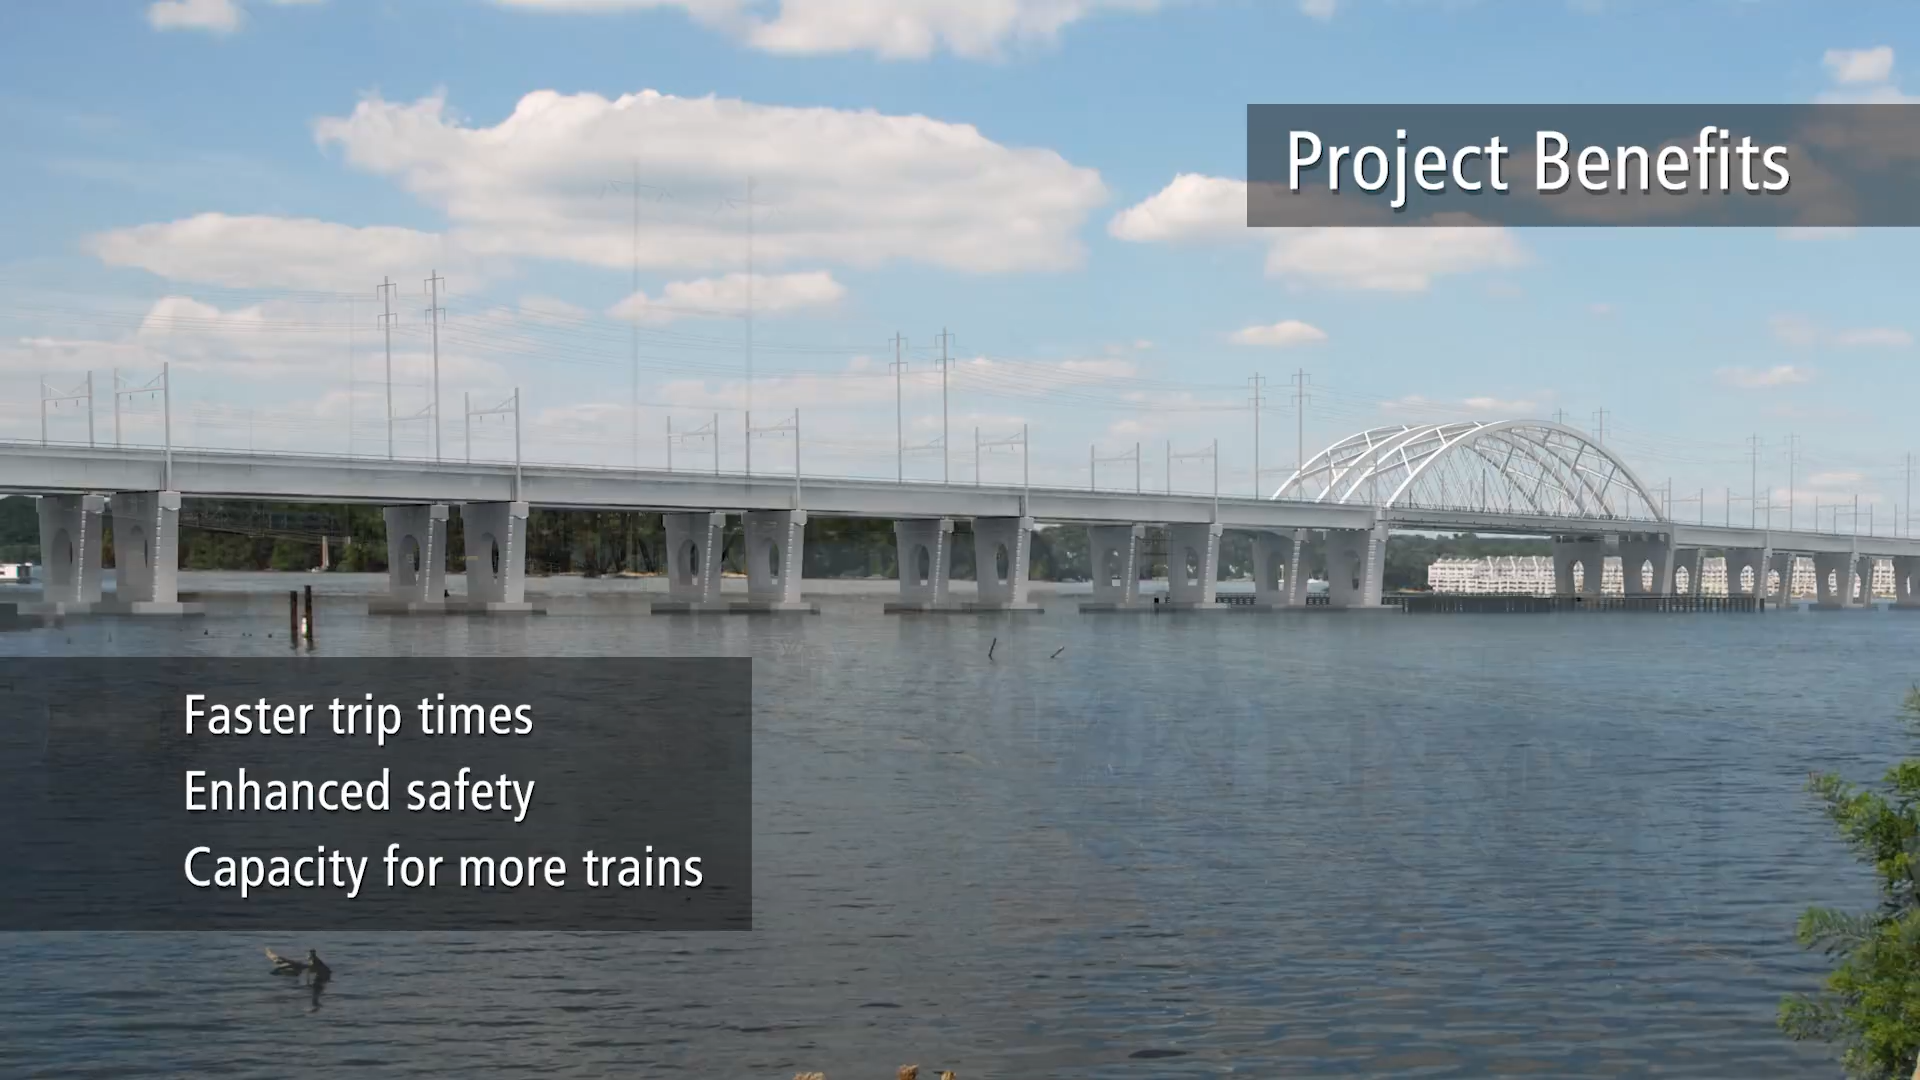 Project Benefits
Faster trip times
Enhanced safety
Capacity for more trains